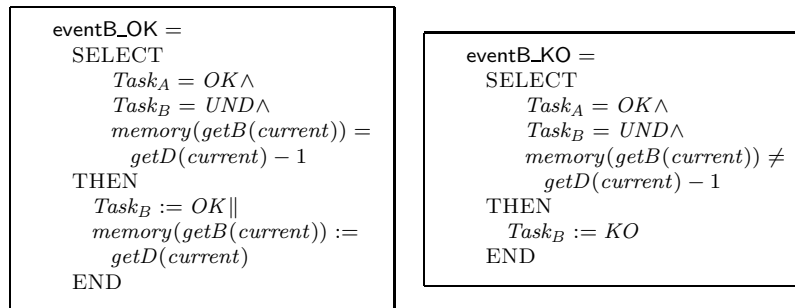 eventB_OK =
SELECT
Task_A = OK∧
Task_B = UND∧
memory(getB(current)) =
getD(current) − 1
THEN
Task_B := OK‖
memory(getB(current)) :=
getD(current)
END
eventB_KO =
SELECT
Task_A = OK∧
Task_B = UND∧
memory(getB(current)) ≠
getD(current) − 1
THEN
Task_B := KO
END